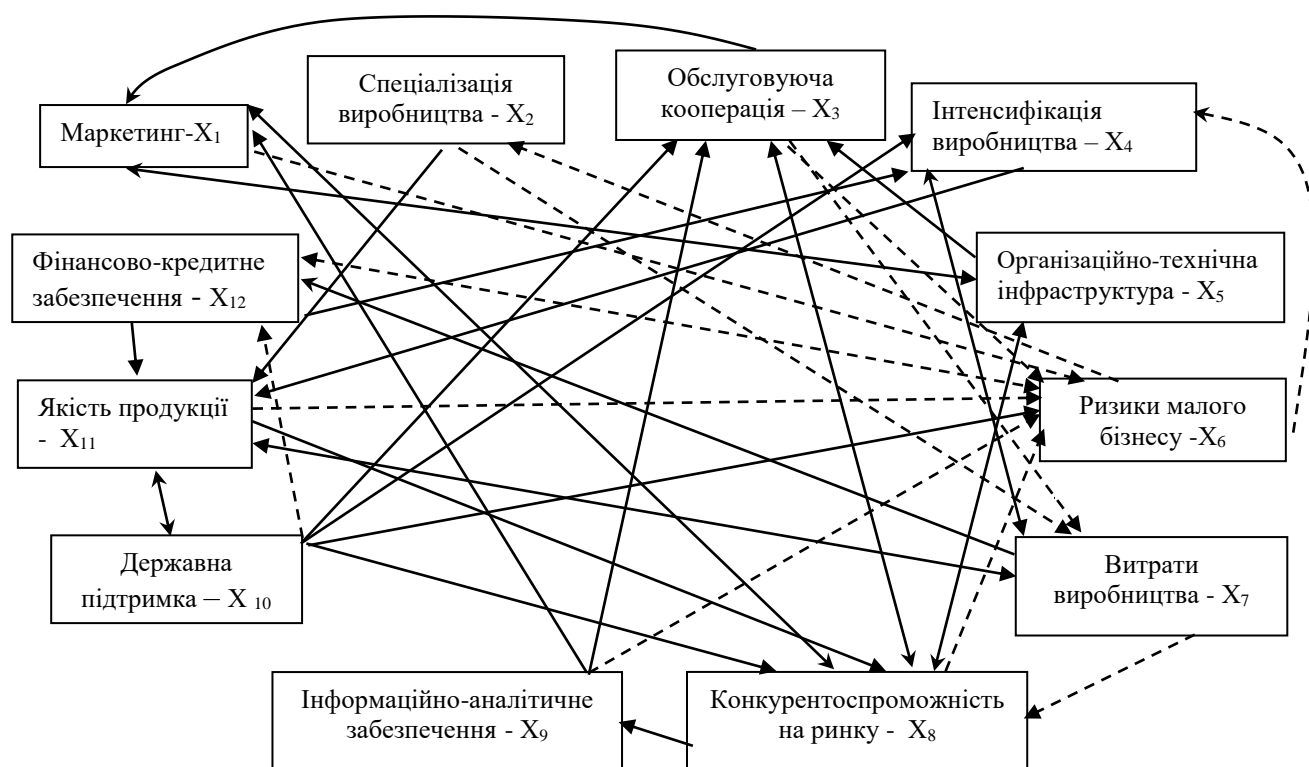 Спеціалізація
виробництва - X₂
Обслуговуюча
кооперація – X₃
Інтенсифікація
виробництва – X₄
Маркетинг-X₁
Фінансово-кредитне
забезпечення - X₁₂
Організаційно-технічна
інфраструктура - X₅
Якість продукції
- X₁₁
Ризики малого
бізнесу -X₆
Державна
підтримка – X ₁₀
Витрати
виробництва - X₇
Інформаційно-аналітичне
забезпечення - X₉
Конкурентоспроможність
на ринку - X₈